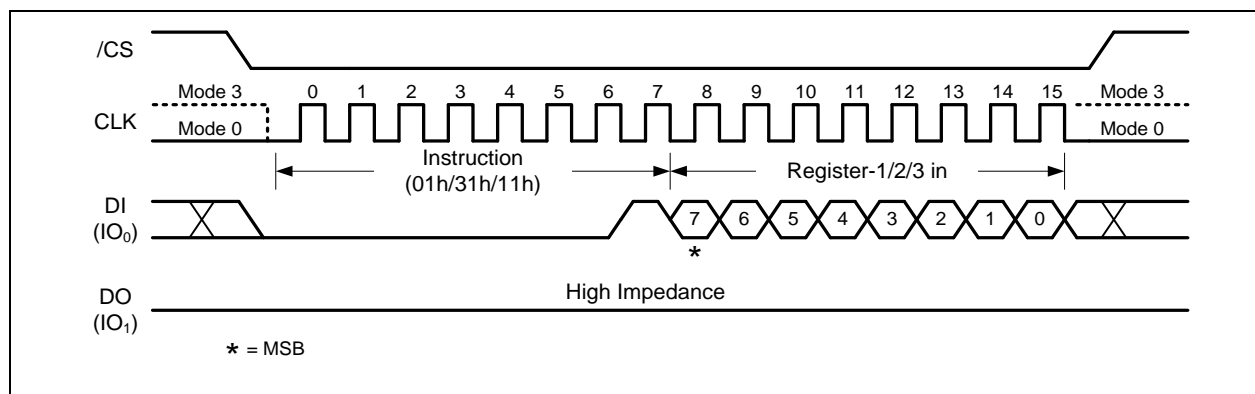 /CS
Mode 3 0 1 2 3 4 5 6 7 8 9 10 11 12 13 14 15 Mode 3
CLK
Mode 0 Mode 0
Instruction
(01h/31h/11h) Register-1/2/3 in
DI
(IO₀) 7 6 5 4 3 2 1 0
*
High Impedance
DO
(IO₁)
* = MSB